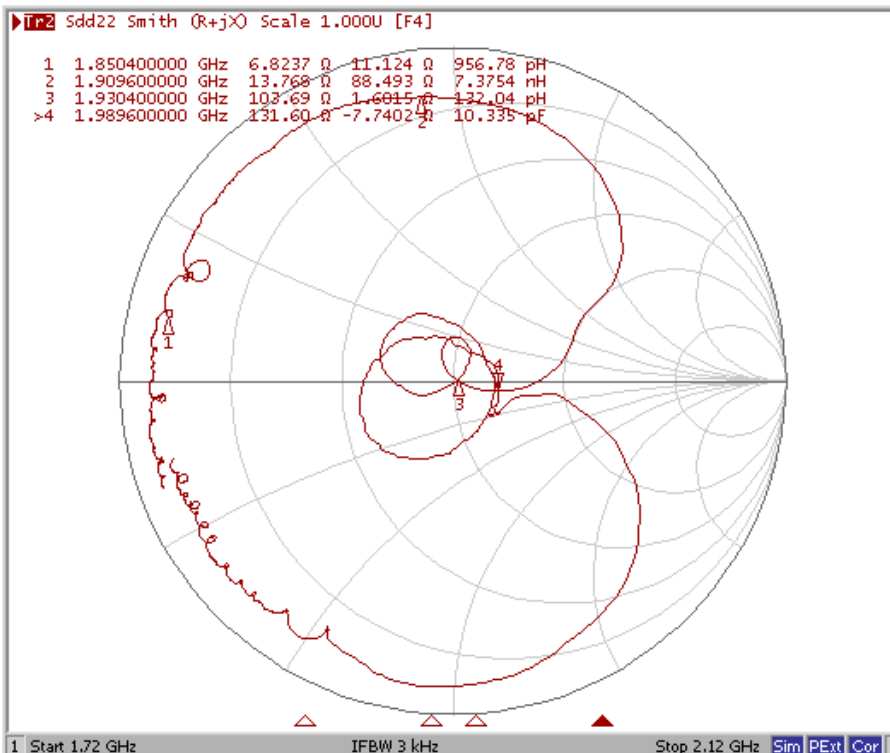 Tr2 Sdd22 Smith (R+jX) Scale 1.000U [F4]
1 1.850400000 GHz 6.8237 Ω 11.124 Ω 956.78 pH
2 1.909600000 GHz 13.768 Ω 88.493 Ω 7.3754 nH
3 1.930400000 GHz 103.69 Ω 1.6015 Ω 132.04 pH
>4 1.989600000 GHz 131.60 Ω -7.7402 Ω 10.335 pF
2
1
4
3
1 Start 1.72 GHz IFBW 3 kHz Stop 2.12 GHz Sim PExt Cor